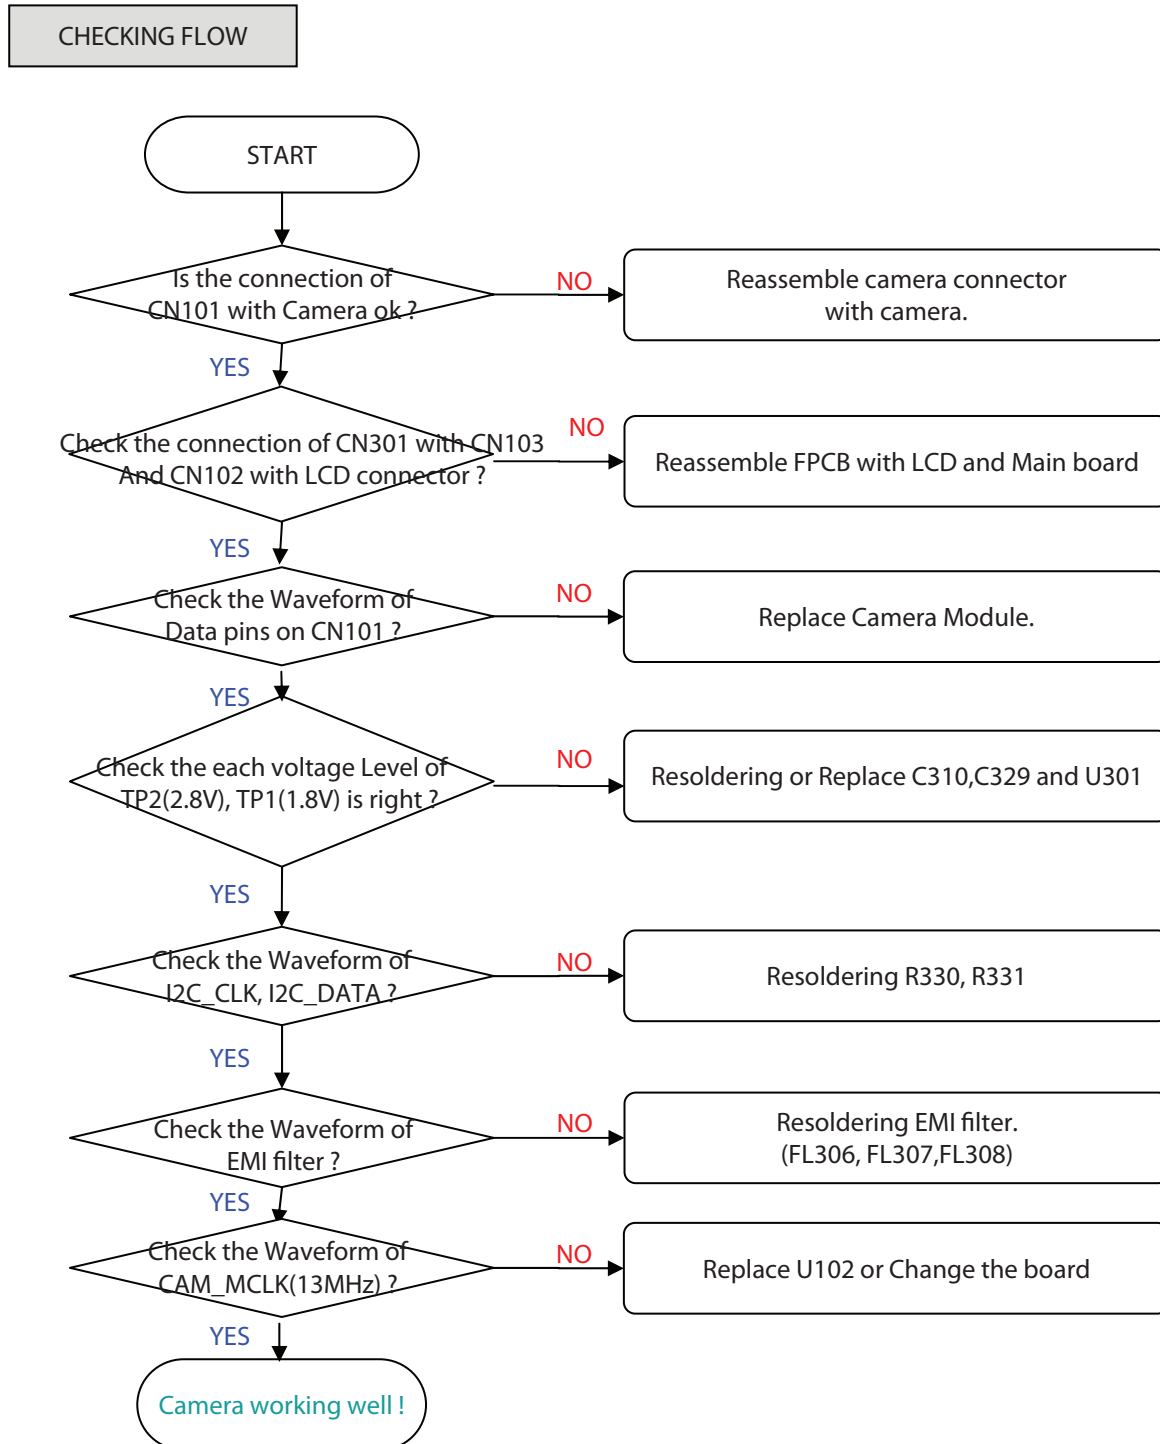 CHECKING FLOW
START
Is the connection of
CN101 with Camera ok ?
NO
Reassemble camera connector
with camera.
YES
Check the connection of CN301 with CN103
And CN102 with LCD connector ?
NO
Reassemble FPCB with LCD and Main board
YES
Check the Waveform of
Data pins on CN101 ?
NO
Replace Camera Module.
YES
Check the each voltage Level of
TP2(2.8V), TP1(1.8V) is right ?
NO
Resoldering or Replace C310,C329 and U301
YES
Check the Waveform of
I2C_CLK, I2C_DATA ?
NO
Resoldering R330, R331
YES
Check the Waveform of
EMI filter ?
NO
Resoldering EMI filter.
(FL306, FL307,FL308)
YES
Check the Waveform of
CAM_MCLK(13MHz) ?
NO
Replace U102 or Change the board
YES
Camera working well !